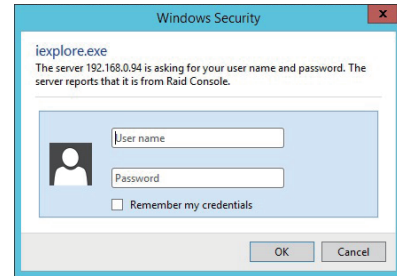 Windows Security
x
iexplore.exe
The server 192.168.0.94 is asking for your user name and password. The
server reports that it is from Raid Console.
User name
Password
Remember my credentials
OK Cancel